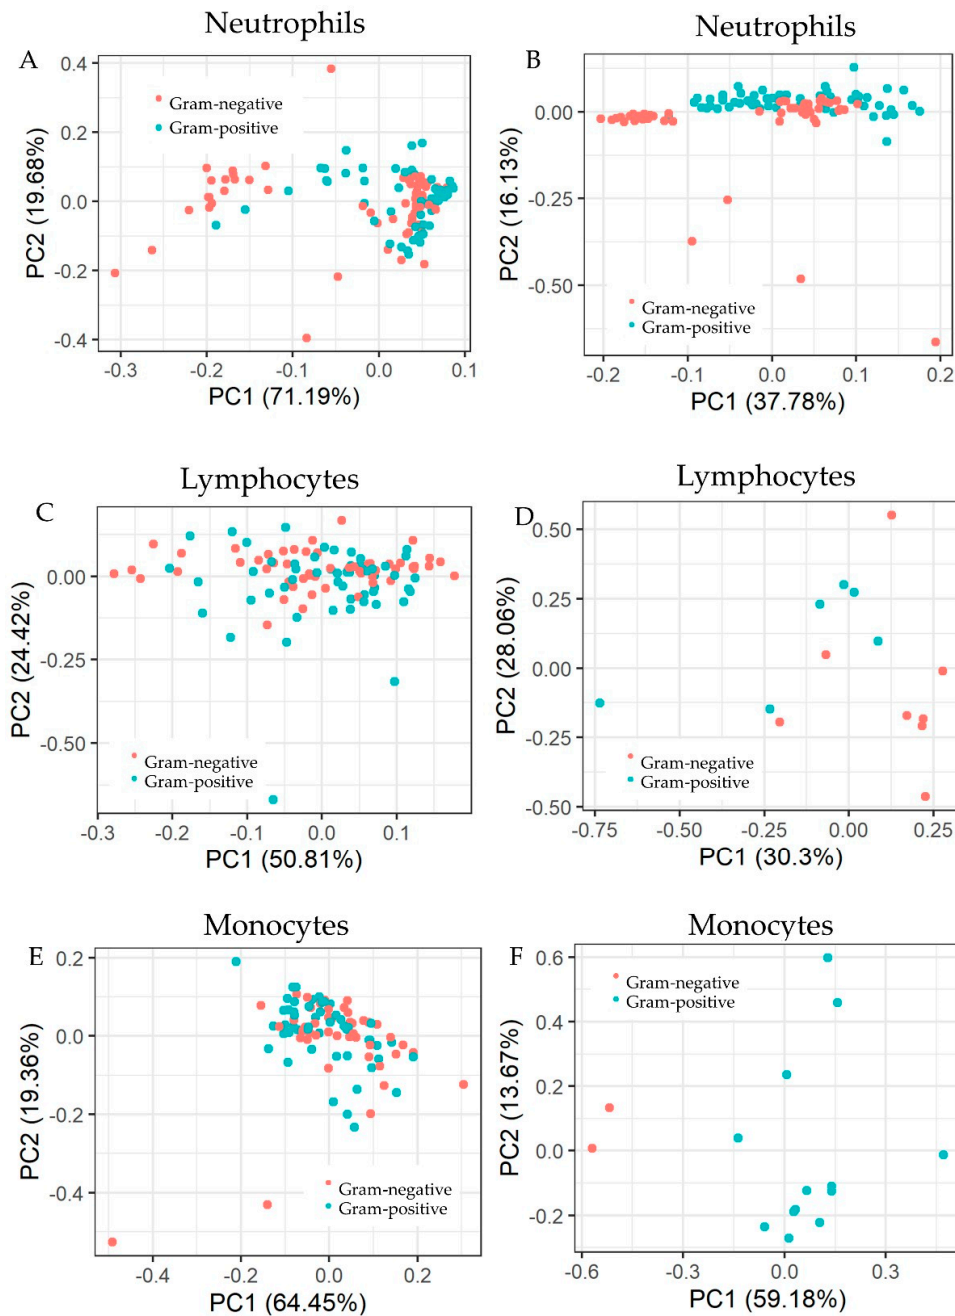 Neutrophils
A
0.4
0.2
0.0
-0.2
-0.4
PC2 (19.68%)
Gram-negative
Gram-positive
-0.3 -0.2 -0.1 0.0 0.1
PC1 (71.19%)
Neutrophils
B
0.00
-0.25
-0.50
PC2 (16.13%)
Gram-negative
Gram-positive
-0.2 -0.1 0.0 0.1 0.2
PC1 (37.78%)
Lymphocytes
C
0.00
-0.25
-0.50
PC2 (24.42%)
Gram-negative
Gram-positive
-0.3 -0.2 -0.1 0.0 0.1
PC1 (50.81%)
Lymphocytes
D
0.50
0.25
0.00
-0.25
-0.50
PC2 (28.06%)
Gram-negative
Gram-positive
-0.75 -0.50 -0.25 0.00 0.25
PC1 (30.3%)
Monocytes
E
0.2
0.0
-0.2
-0.4
PC2 (19.36%)
Gram-negative
Gram-positive
-0.4 -0.2 0.0 0.2
PC1 (64.45%)
Monocytes
F
0.6
0.4
0.2
0.0
-0.2
PC2 (13.67%)
Gram-negative
Gram-positive
-0.6 -0.3 0.0 0.3
PC1 (59.18%)